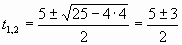 t₁,₂ = (5 ± √(25 − 4 · 4)) / 2 = (5 ± 3) / 2